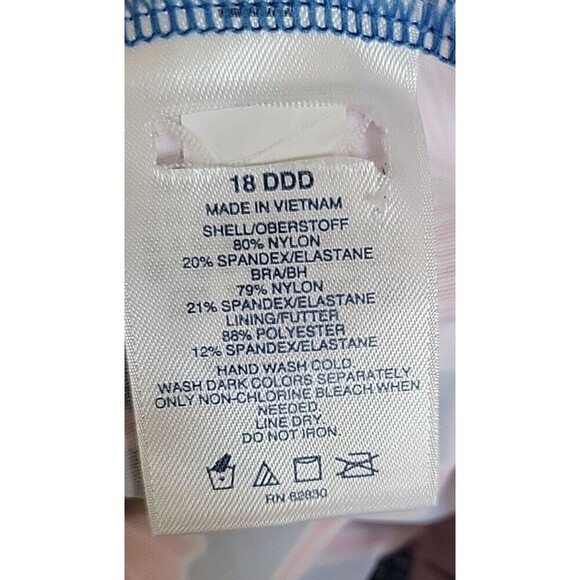 18 DDD
MADE IN VIETNAM
SHELL/OBERSTOFF
80% NYLON
20% SPANDEX/ELASTANE
BRA/BH
79% NYLON
21% SPANDEX/ELASTANE
LINING/FUTTER
88% POLYESTER
12% SPANDEX/ELASTANE
HAND WASH COLD.
WASH DARK COLORS SEPARATELY
ONLY NON-CHLORINE BLEACH WHEN
NEEDED.
LINE DRY.
DO NOT IRON.
RN 62830